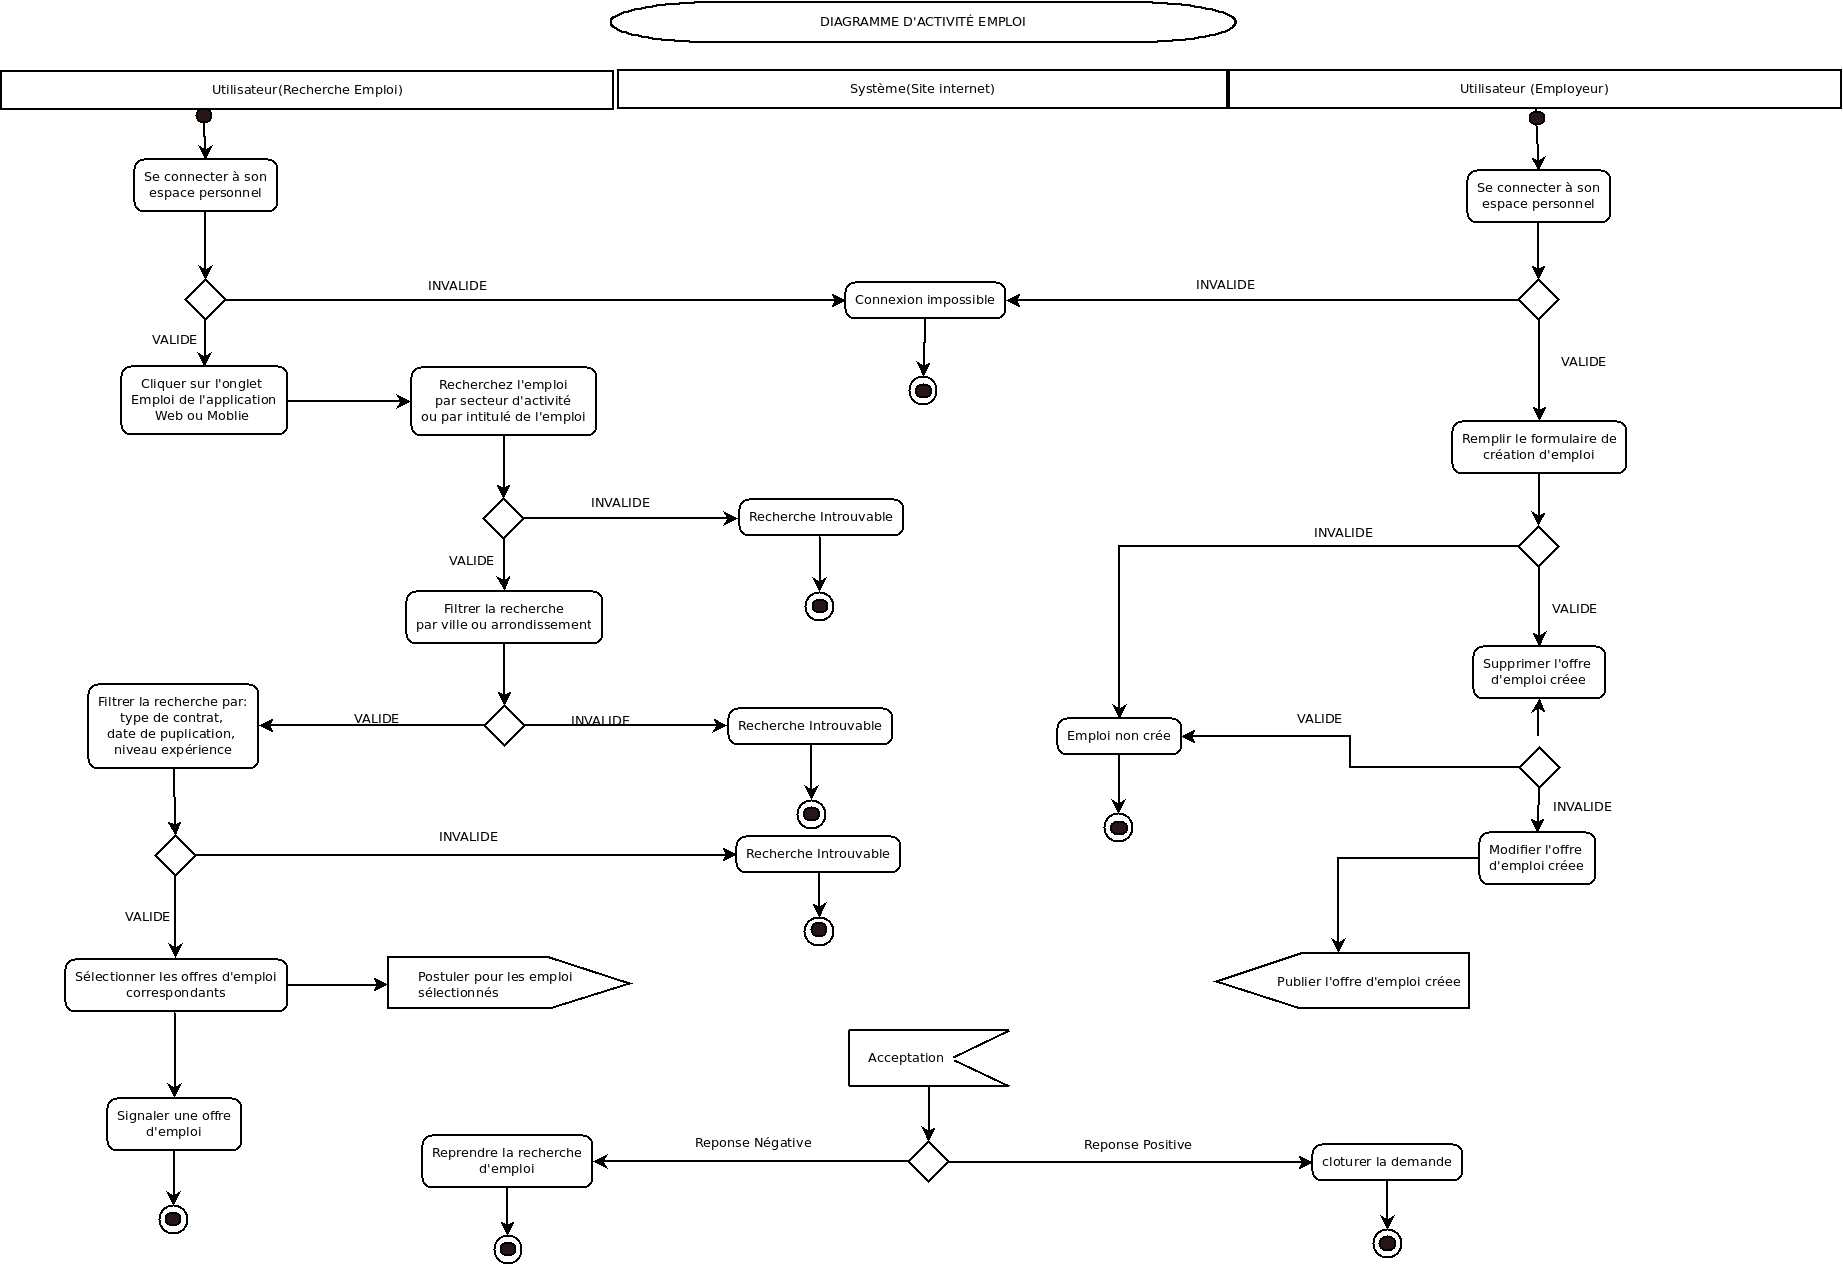 DIAGRAMME D'ACTIVITÉ EMPLOI
Utilisateur(Recherche Emploi)
Système(Site internet)
Utilisateur (Employeur)
Se connecter à son
espace personnel
Se connecter à son
espace personnel
INVALIDE
Connexion impossible
INVALIDE
VALIDE
VALIDE
Cliquer sur l'onglet
Emploi de l'application
Web ou Moblie
Recherchez l'emploi
par secteur d'activité
ou par intitulé de l'emploi
Remplir le formulaire de
création d'emploi
INVALIDE
Recherche Introuvable
INVALIDE
VALIDE
VALIDE
Filtrer la recherche
par ville ou arrondissement
Supprimer l'offre
d'emploi créee
Filtrer la recherche par:
type de contrat,
date de puplication,
niveau expérience
VALIDE
INVALIDE
Recherche Introuvable
Emploi non crée
VALIDE
INVALIDE
INVALIDE
Recherche Introuvable
Modifier l'offre
d'emploi créee
VALIDE
Sélectionner les offres d'emploi
correspondants
Postuler pour les emploi
sélectionnés
Publier l'offre d'emploi créee
Acceptation
Signaler une offre
d'emploi
Reprendre la recherche
d'emploi
Reponse Négative
Reponse Positive
cloturer la demande